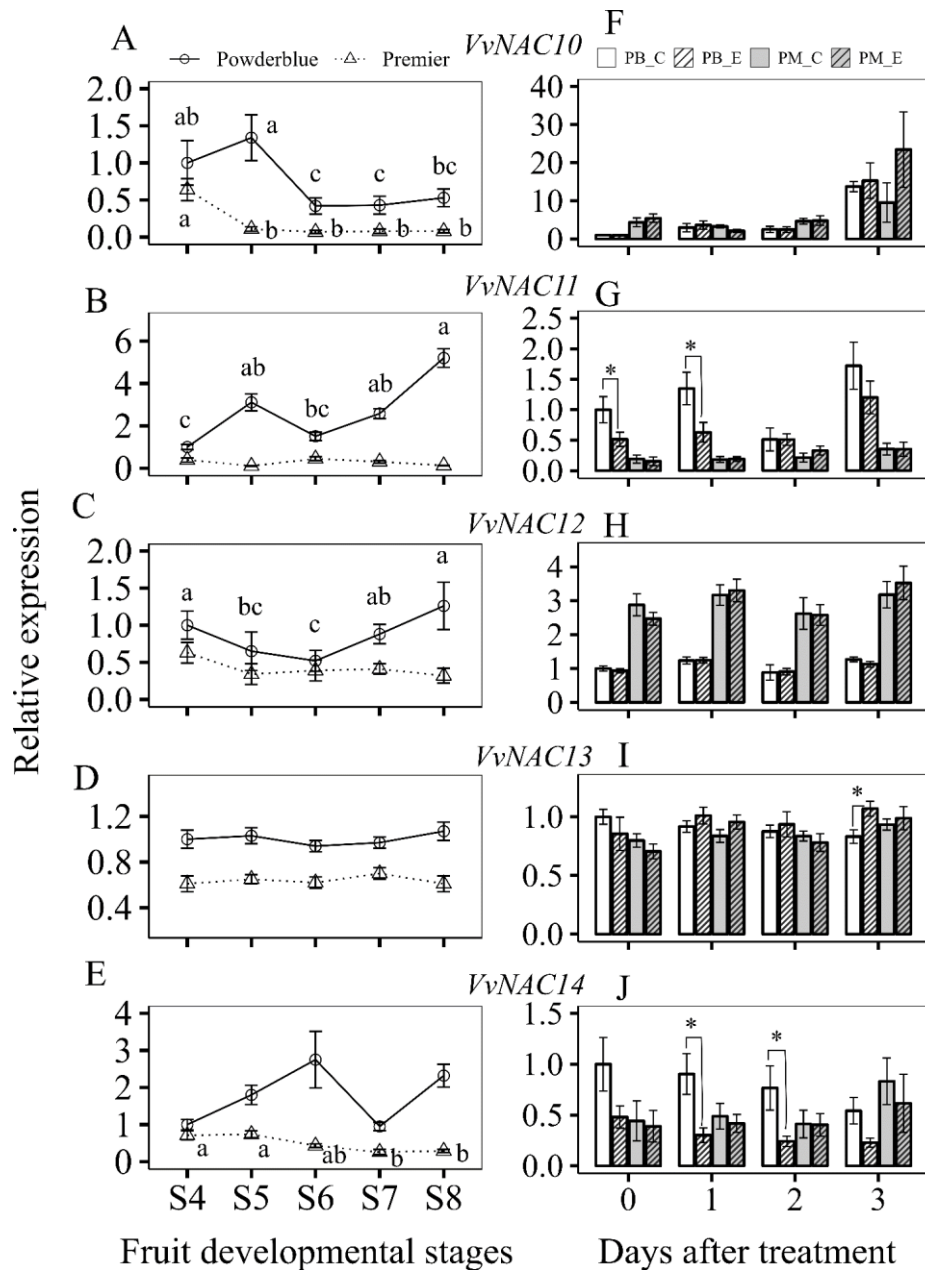 A
VvNAC10
F
Powderblue
Premier
PB_C
PB_E
PM_C
PM_E
2.0
1.5
1.0
0.5
0.0
ab
a
c
c
bc
a
b
b
b
b
40
30
20
10
0
B
VvNAC11
G
6
4
2
0
c
ab
bc
ab
a
2.5
2.0
1.5
1.0
0.5
0.0
*
*
C
VvNAC12
H
2.0
1.5
1.0
0.5
0.0
a
bc
c
ab
a
4
3
2
1
0
D
VvNAC13
I
1.2
0.8
0.4
1.0
0.5
0.0
*
E
VvNAC14
J
4
3
2
1
0
a
a
ab
b
b
1.5
1.0
0.5
0.0
*
*
S4 S5 S6 S7 S8
0 1 2 3
Relative expression
Fruit developmental stages
Days after treatment